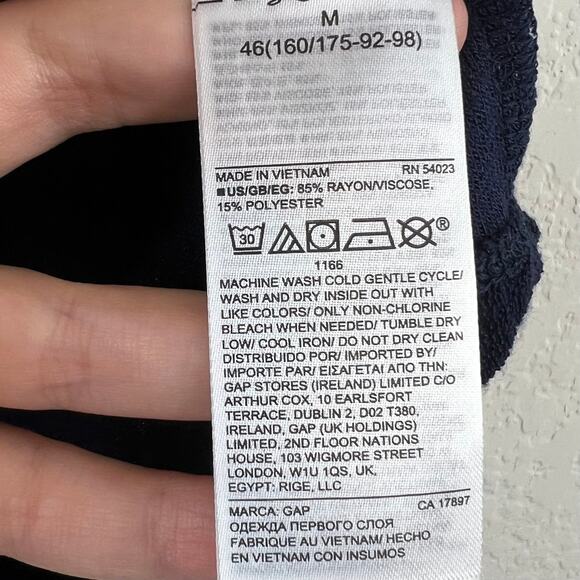 M
46(160/175-92-98)
MADE IN VIETNAM RN 54023
■US/GB/EG: 85% RAYON/VISCOSE,
15% POLYESTER
30 ®
1166
MACHINE WASH COLD GENTLE CYCLE/
WASH AND DRY INSIDE OUT WITH
LIKE COLORS/ ONLY NON-CHLORINE
BLEACH WHEN NEEDED/ TUMBLE DRY
LOW/ COOL IRON/ DO NOT DRY CLEAN
DISTRIBUIDO POR/ IMPORTED BY/
IMPORTE PAR/ ΕΙΣΑΓΕΤΑΙ ΑΠΟ ΤΗΝ:
GAP STORES (IRELAND) LIMITED C/O
ARTHUR COX, 10 EARLSFORT
TERRACE, DUBLIN 2, D02 T380,
IRELAND, GAP (UK HOLDINGS)
LIMITED, 2ND FLOOR NATIONS
HOUSE, 103 WIGMORE STREET
LONDON, W1U 1QS, UK,
EGYPT: RIGE, LLC
MARCA: GAP CA 17897
ОДЕЖДА ПЕРВОГО СЛОЯ
FABRIQUE AU VIETNAM/ HECHO
EN VIETNAM CON INSUMOS